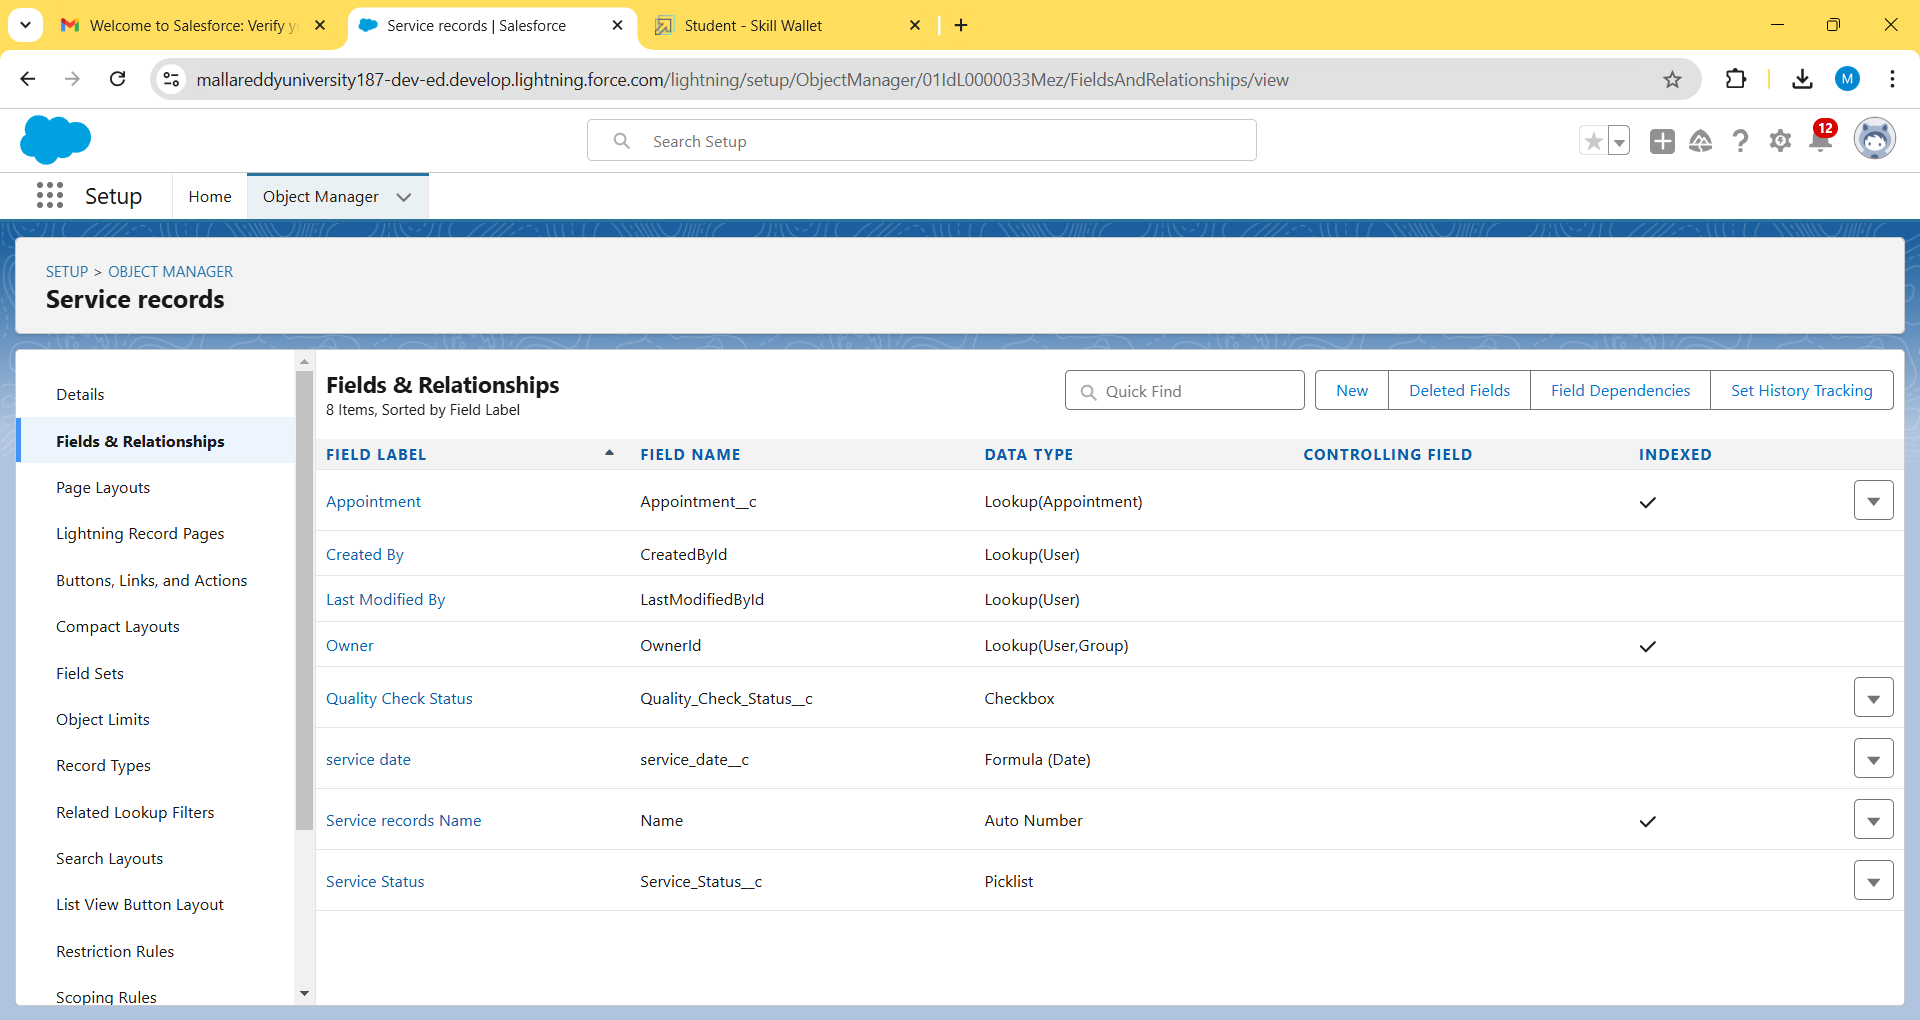 Welcome to Salesforce: Verify y
Service records | Salesforce
Student - Skill Wallet
mallareddyuniversity187-dev-ed.develop.lightning.force.com/lightning/setup/ObjectManager/01IdL0000033Mez/FieldsAndRelationships/view
M
Search Setup
12
Setup
Home
Object Manager
SETUP > OBJECT MANAGER
Service records
Details
Fields & Relationships
Page Layouts
Lightning Record Pages
Buttons, Links, and Actions
Compact Layouts
Field Sets
Object Limits
Record Types
Related Lookup Filters
Search Layouts
List View Button Layout
Restriction Rules
Scoping Rules
Fields & Relationships
8 Items, Sorted by Field Label
Quick Find
New
Deleted Fields
Field Dependencies
Set History Tracking
FIELD LABEL FIELD NAME DATA TYPE CONTROLLING FIELD INDEXED
Appointment Appointment__c Lookup(Appointment)
Created By CreatedById Lookup(User)
Last Modified By LastModifiedById Lookup(User)
Owner OwnerId Lookup(User,Group)
Quality Check Status Quality_Check_Status__c Checkbox
service date service_date__c Formula (Date)
Service records Name Name Auto Number
Service Status Service_Status__c Picklist